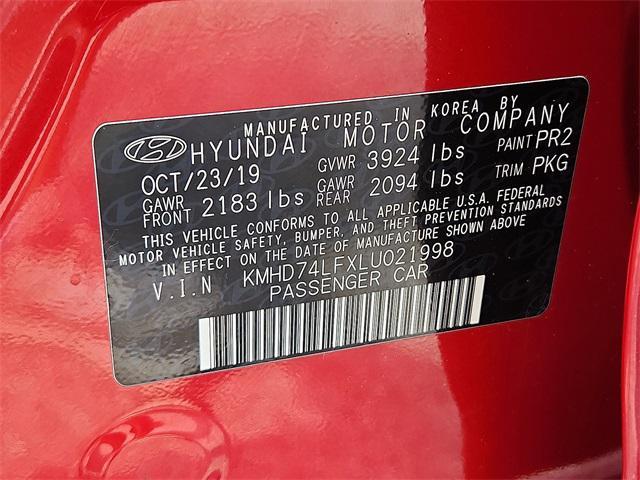 MANUFACTURED IN KOREA BY
HYUNDAI MOTOR COMPANY
OCT/23/19 GVWR 3924 lbs PAINT PR2
GAWR FRONT 2183 lbs GAWR REAR 2094 lbs TRIM PKG
THIS VEHICLE CONFORMS TO ALL APPLICABLE U.S.A. FEDERAL
MOTOR VEHICLE SAFETY, BUMPER, AND THEFT PREVENTION STANDARDS
IN EFFECT ON THE DATE OF MANUFACTURE SHOWN ABOVE
V.I.N KMHD74LFXLU021998
PASSENGER CAR